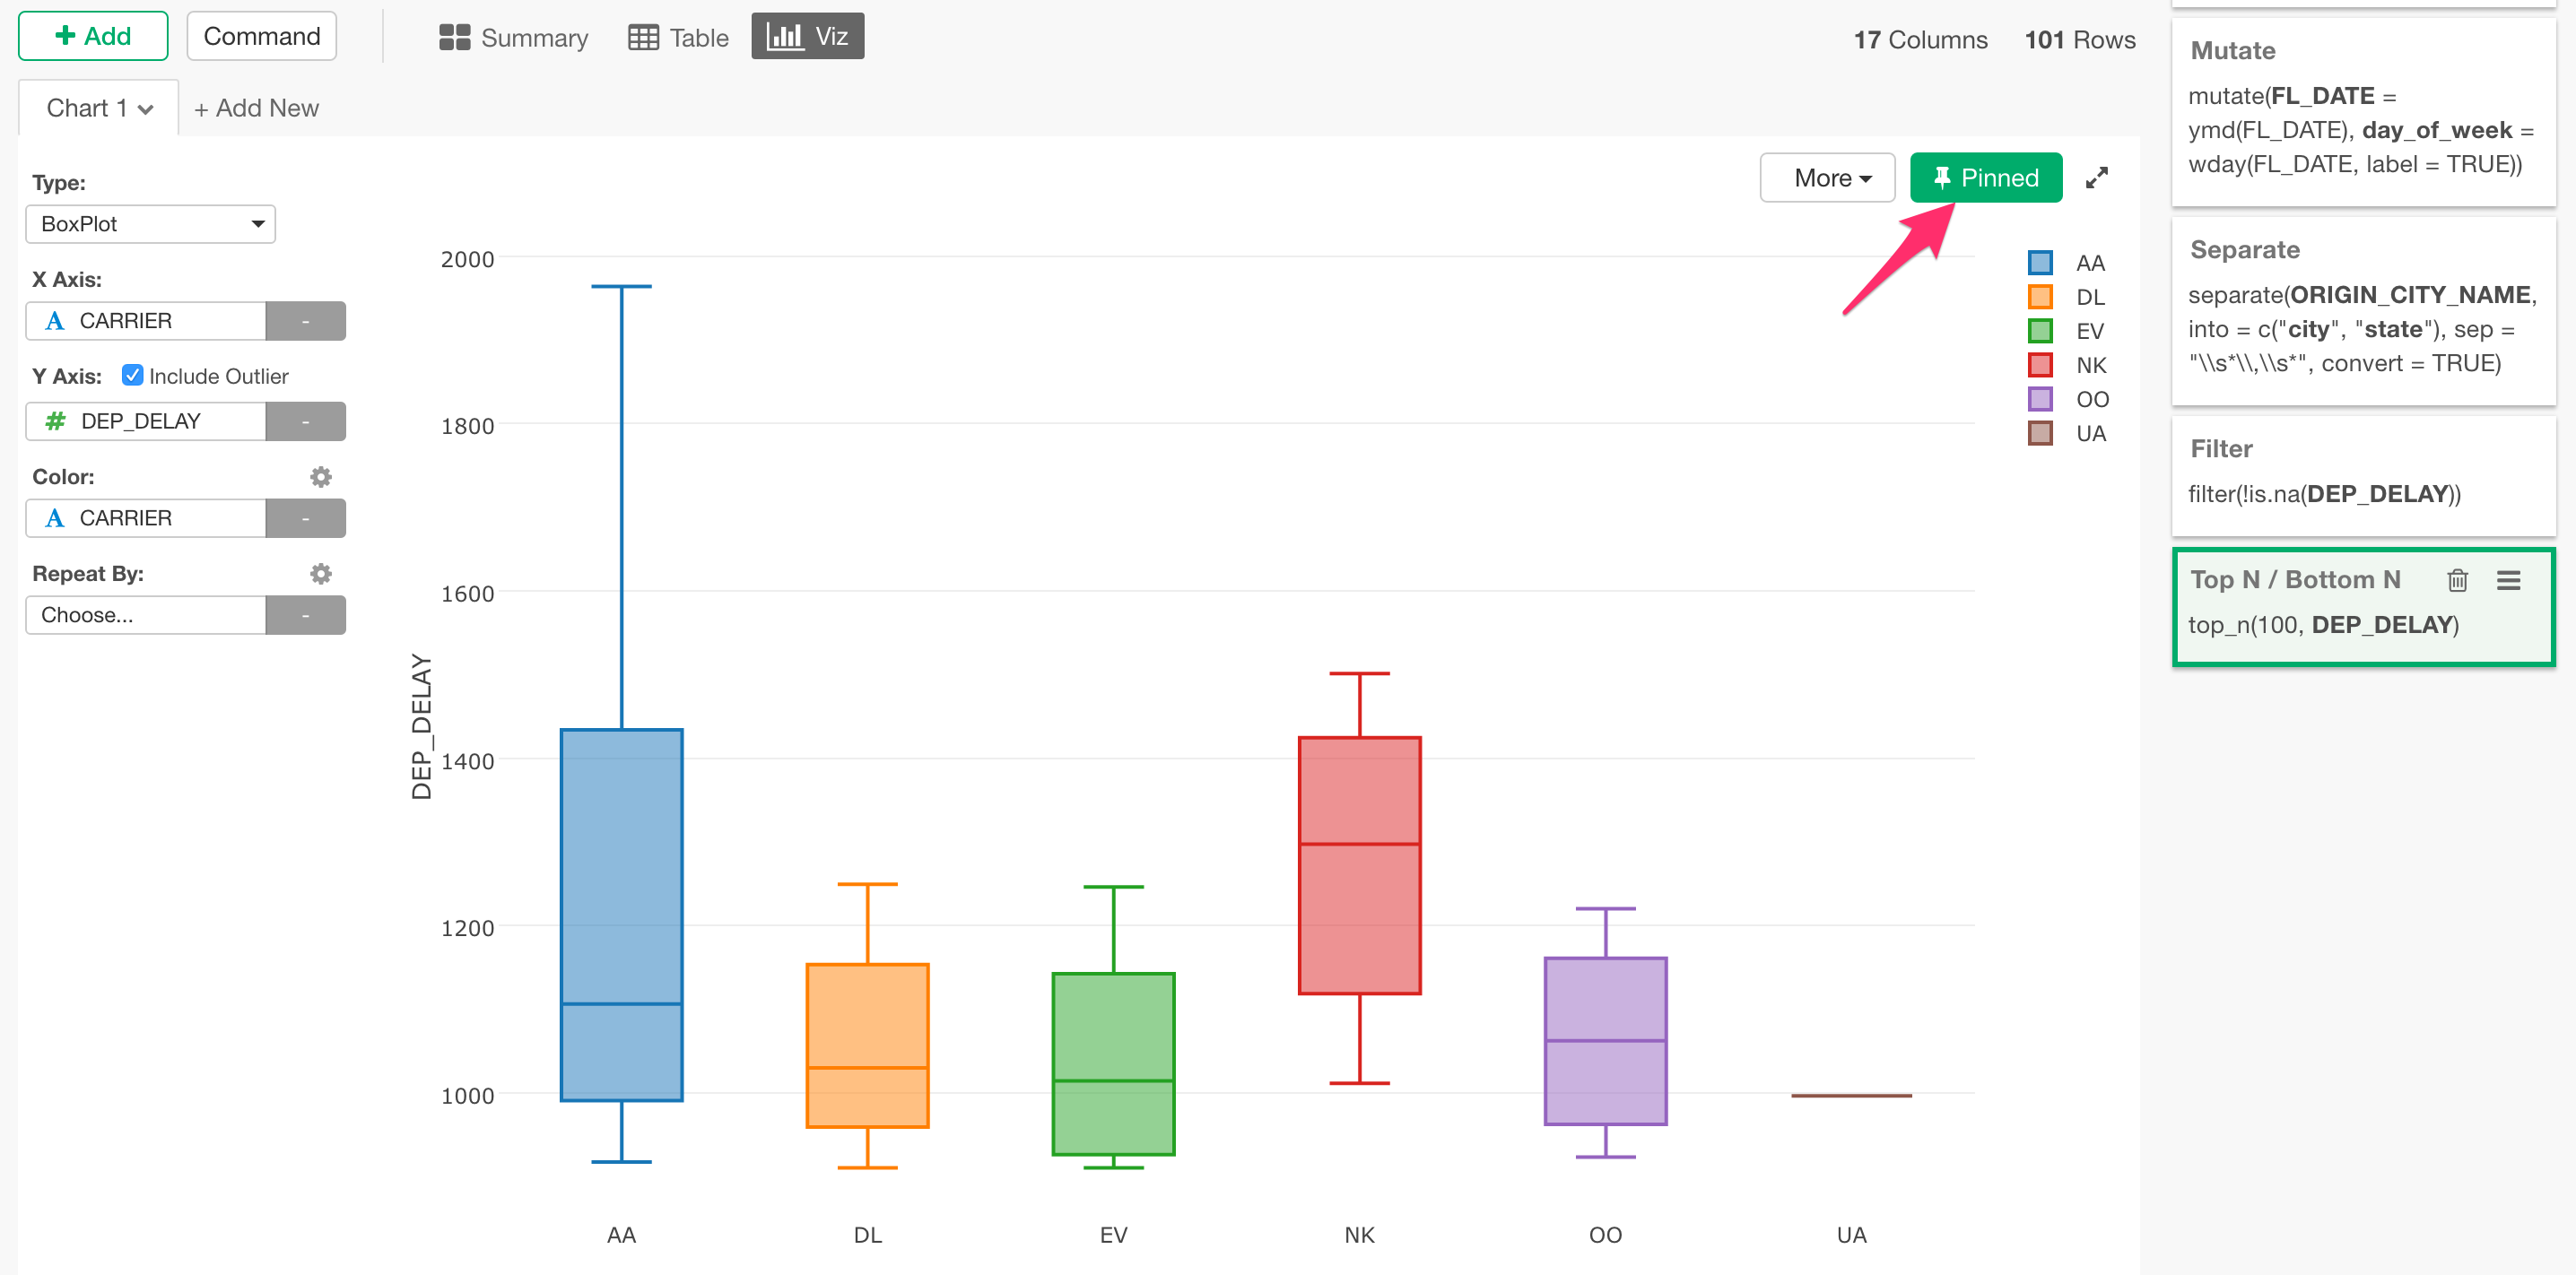 + Add
Command
Summary
Table
Viz
17 Columns
101 Rows
Chart 1
+ Add New
More
Pinned
Type:
BoxPlot
X Axis:
A CARRIER
-
Y Axis:
Include Outlier
# DEP_DELAY
-
Color:
A CARRIER
-
Repeat By:
Choose...
-
DEP_DELAY
2000
1800
1600
1400
1200
1000
AA
DL
EV
NK
OO
UA
AA
DL
EV
NK
OO
UA
Mutate
mutate(FL_DATE =
ymd(FL_DATE), day_of_week =
wday(FL_DATE, label = TRUE))
Separate
separate(ORIGIN_CITY_NAME,
into = c("city", "state"), sep =
"\\s*\\,\\s*", convert = TRUE)
Filter
filter(!is.na(DEP_DELAY))
Top N / Bottom N
top_n(100, DEP_DELAY)